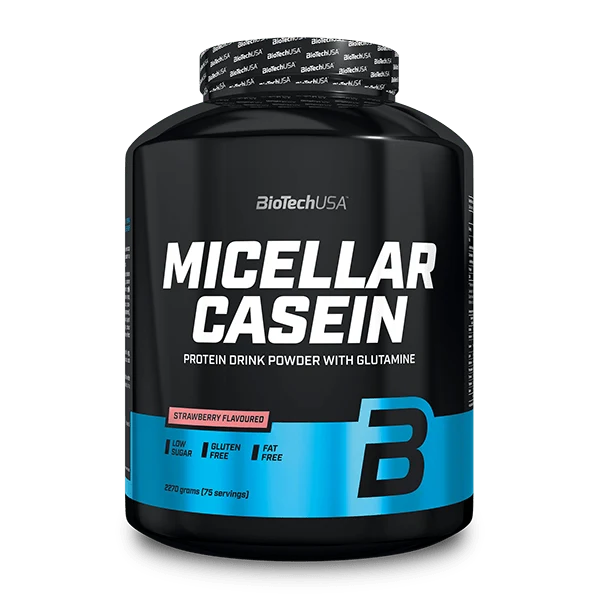 BioTechUSA
BioTechUSA
MICELLAR
CASEIN
PROTEIN DRINK POWDER WITH GLUTAMINE
STRAWBERRY FLAVOURED
LOW
SUGAR
GLUTEN
FREE
FAT
FREE
B
2270 grams (75 servings)